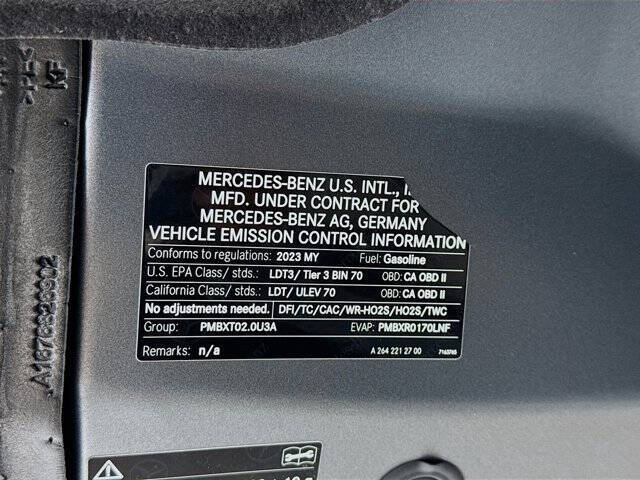 MERCEDES-BENZ U.S. INTL.,
MFD. UNDER CONTRACT FOR
MERCEDES-BENZ AG, GERMANY
VEHICLE EMISSION CONTROL INFORMATION
Conforms to regulations: 2023 MY Fuel: Gasoline
U.S. EPA Class/ stds.: LDT3/ Tier 3 BIN 70 OBD: CA OBD II
California Class/ stds.: LDT/ ULEV 70 OBD: CA OBD II
No adjustments needed. DFI/TC/CAC/WR-HO2S/HO2S/TWC
Group: PMBXT02.0U3A EVAP: PMBXR0170LNF
Remarks: n/a A 264 221 27 00 7163765
>PE<
KF